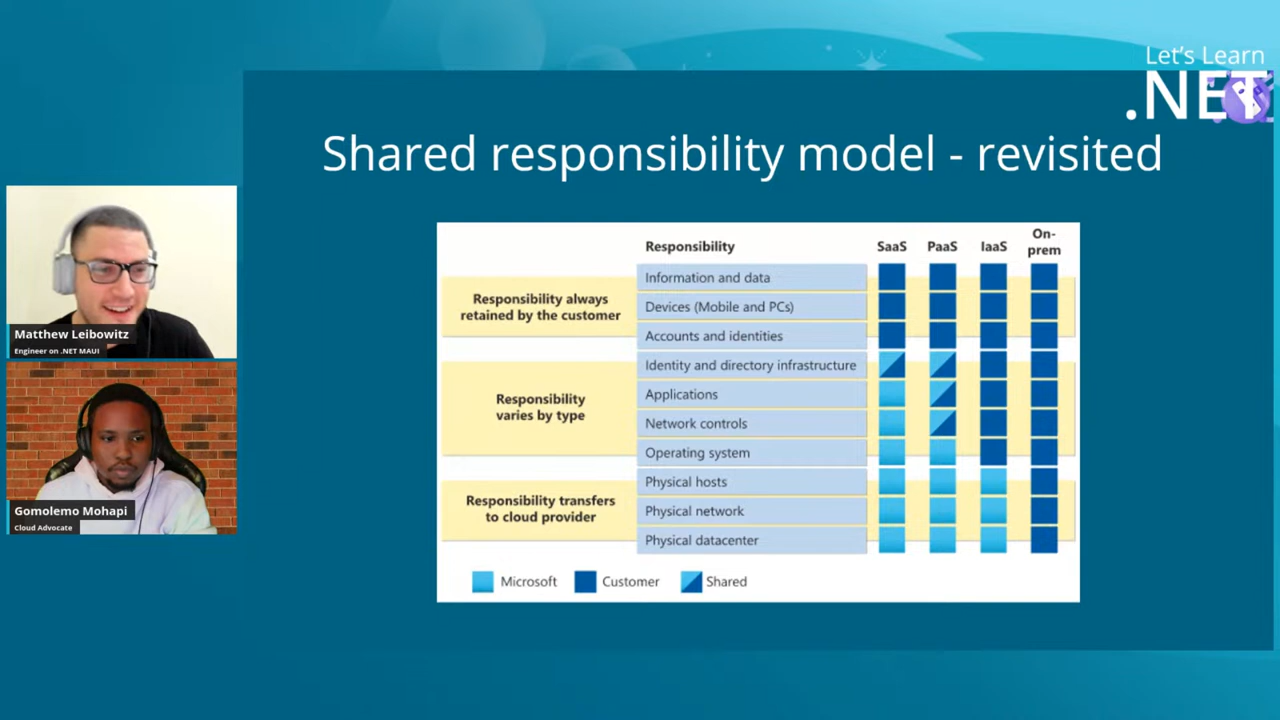 Let's Learn
.NET
Shared responsibility model - revisited
Responsibility SaaS PaaS IaaS On-
prem
Responsibility always
retained by the customer
Information and data
Devices (Mobile and PCs)
Accounts and identities
Responsibility
varies by type
Identity and directory infrastructure
Applications
Network controls
Operating system
Responsibility transfers
to cloud provider
Physical hosts
Physical network
Physical datacenter
Microsoft Customer Shared
Matthew Leibowitz
Engineer on .NET MAUI
Gomolemo Mohapi
Cloud Advocate